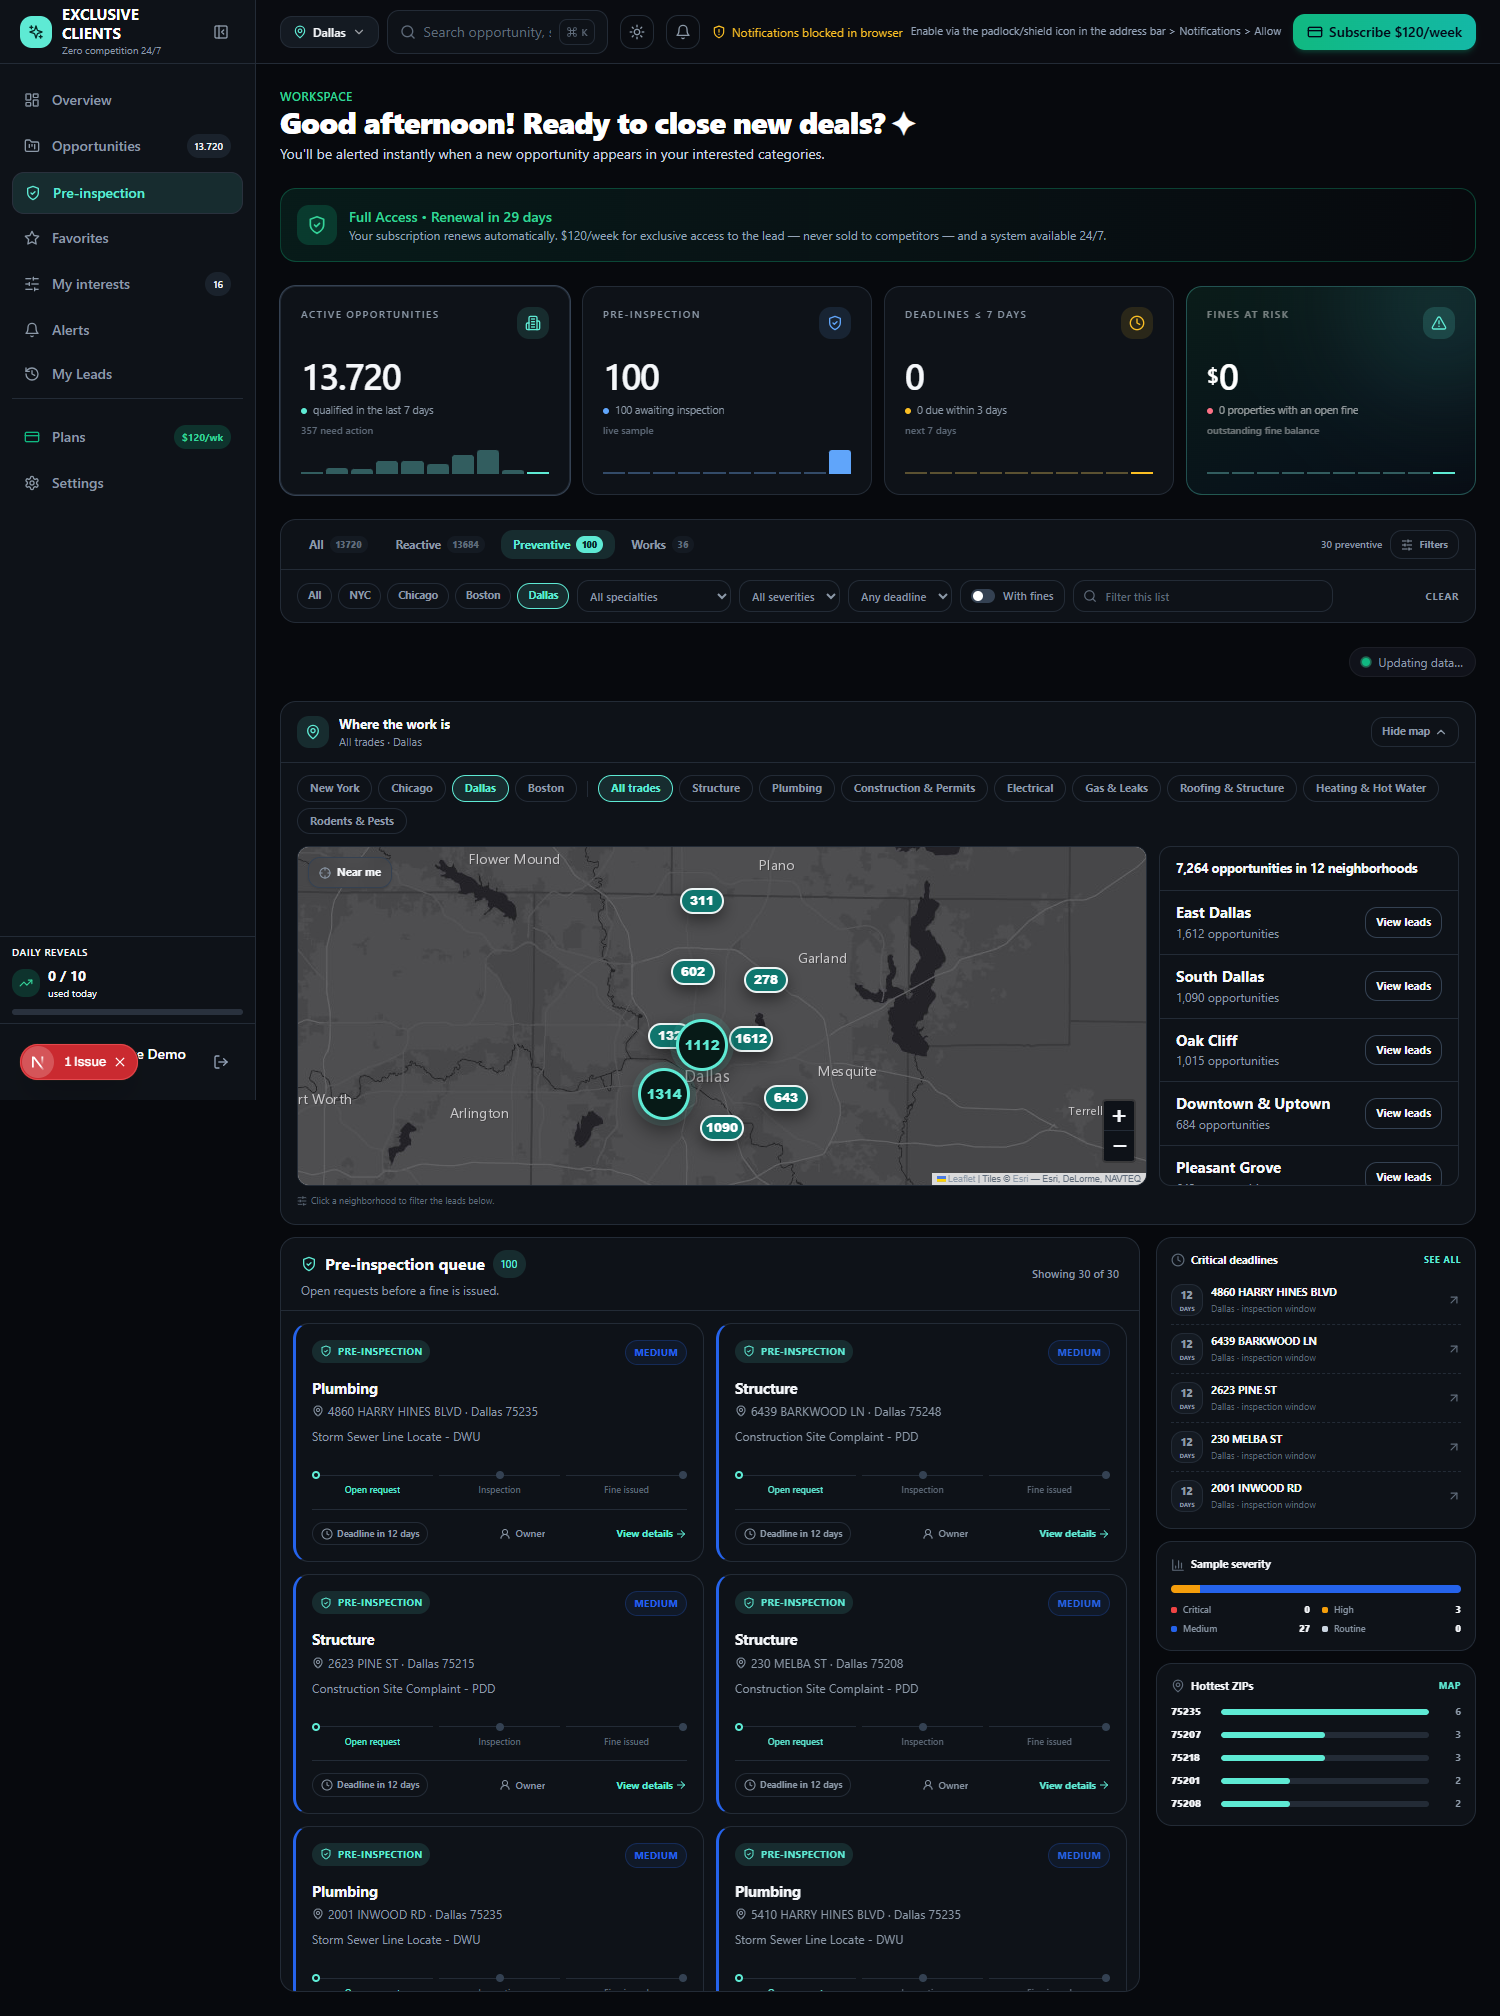 EXCLUSIVE CLIENTS
Zero competition 24/7
Overview
Opportunities 13.720
Pre-inspection
Favorites
My interests 16
Alerts
My Leads
Plans $120/wk
Settings
DAILY REVEALS
0 / 10
used today
1 Issue
e Demo
Dallas
Search opportunity,
⌘ K
Notifications blocked in browser
Enable via the padlock/shield icon in the address bar > Notifications > Allow
Subscribe $120/week
WORKSPACE
Good afternoon! Ready to close new deals? ✦
You'll be alerted instantly when a new opportunity appears in your interested categories.
Full Access • Renewal in 29 days
Your subscription renews automatically. $120/week for exclusive access to the lead — never sold to competitors — and a system available 24/7.
ACTIVE OPPORTUNITIES
13.720
qualified in the last 7 days
357 need action
PRE-INSPECTION
100
100 awaiting inspection
live sample
DEADLINES ≤ 7 DAYS
0
0 due within 3 days
next 7 days
FINES AT RISK
$0
0 properties with an open fine
outstanding fine balance
All 13720
Reactive 13684
Preventive 100
Works 36
30 preventive
Filters
All
NYC
Chicago
Boston
Dallas
All specialties
All severities
Any deadline
With fines
Filter this list
CLEAR
Updating data...
Where the work is
All trades · Dallas
Hide map
New York
Chicago
Dallas
Boston
All trades
Structure
Plumbing
Construction & Permits
Electrical
Gas & Leaks
Roofing & Structure
Heating & Hot Water
Rodents & Pests
Near me
Flower Mound
Plano
311
602
278
Garland
132
1112
1612
Dallas
1314
643
Mesquite
1090
rt Worth
Arlington
Terrell
+
−
Leaflet | Tiles © Esri — Esri, DeLorme, NAVTEQ
Click a neighborhood to filter the leads below.
7,264 opportunities in 12 neighborhoods
East Dallas
1,612 opportunities
View leads
South Dallas
1,090 opportunities
View leads
Oak Cliff
1,015 opportunities
View leads
Downtown & Uptown
684 opportunities
View leads
Pleasant Grove
View leads
Pre-inspection queue 100
Open requests before a fine is issued.
Showing 30 of 30
PRE-INSPECTION
MEDIUM
Plumbing
4860 HARRY HINES BLVD · Dallas 75235
Storm Sewer Line Locate - DWU
Open request
Inspection
Fine issued
Deadline in 12 days
Owner
View details →
PRE-INSPECTION
MEDIUM
Structure
6439 BARKWOOD LN · Dallas 75248
Construction Site Complaint - PDD
Open request
Inspection
Fine issued
Deadline in 12 days
Owner
View details →
PRE-INSPECTION
MEDIUM
Structure
2623 PINE ST · Dallas 75215
Construction Site Complaint - PDD
Open request
Inspection
Fine issued
Deadline in 12 days
Owner
View details →
PRE-INSPECTION
MEDIUM
Structure
230 MELBA ST · Dallas 75208
Construction Site Complaint - PDD
Open request
Inspection
Fine issued
Deadline in 12 days
Owner
View details →
PRE-INSPECTION
MEDIUM
Plumbing
2001 INWOOD RD · Dallas 75235
Storm Sewer Line Locate - DWU
PRE-INSPECTION
MEDIUM
Plumbing
5410 HARRY HINES BLVD · Dallas 75235
Storm Sewer Line Locate - DWU
Critical deadlines
SEE ALL
12 DAYS
4860 HARRY HINES BLVD
Dallas · inspection window
12 DAYS
6439 BARKWOOD LN
Dallas · inspection window
12 DAYS
2623 PINE ST
Dallas · inspection window
12 DAYS
230 MELBA ST
Dallas · inspection window
12 DAYS
2001 INWOOD RD
Dallas · inspection window
Sample severity
Critical 0
High 3
Medium 27
Routine 0
Hottest ZIPs
MAP
75235 6
75207 3
75218 3
75201 2
75208 2